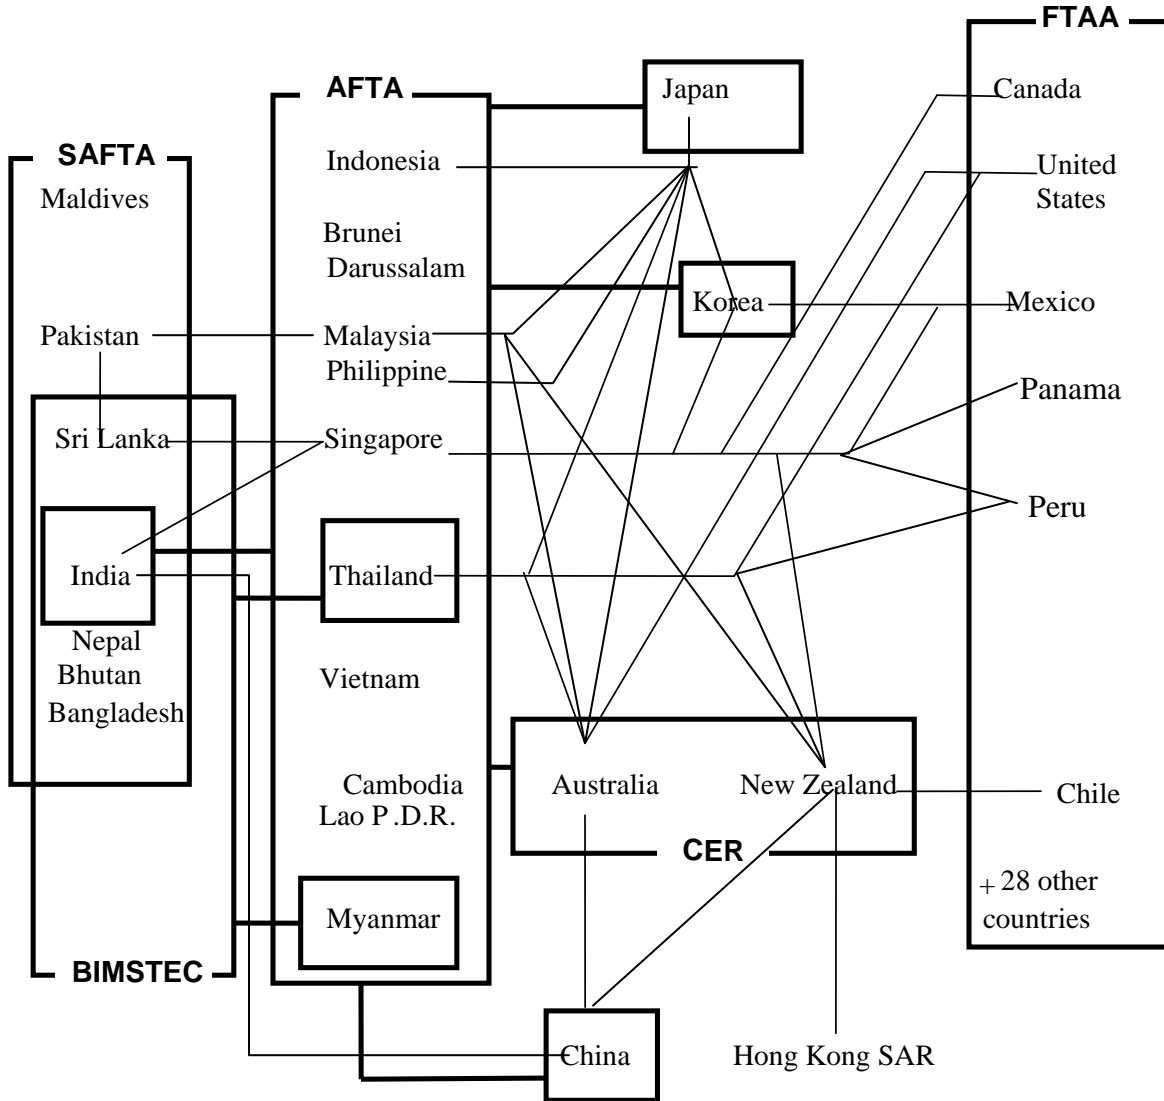 FTAA
AFTA
Japan
Canada
SAFTA
Indonesia
United
States
Maldives
Brunei
Darussalam
Korea
Mexico
Pakistan
Malaysia
Philippine
Panama
Sri Lanka
Singapore
Peru
India
Thailand
Nepal
Bhutan
Bangladesh
Vietnam
Cambodia
Lao P .D.R.
Australia
New Zealand
Chile
CER
+ 28 other
countries
Myanmar
BIMSTEC
China
Hong Kong SAR